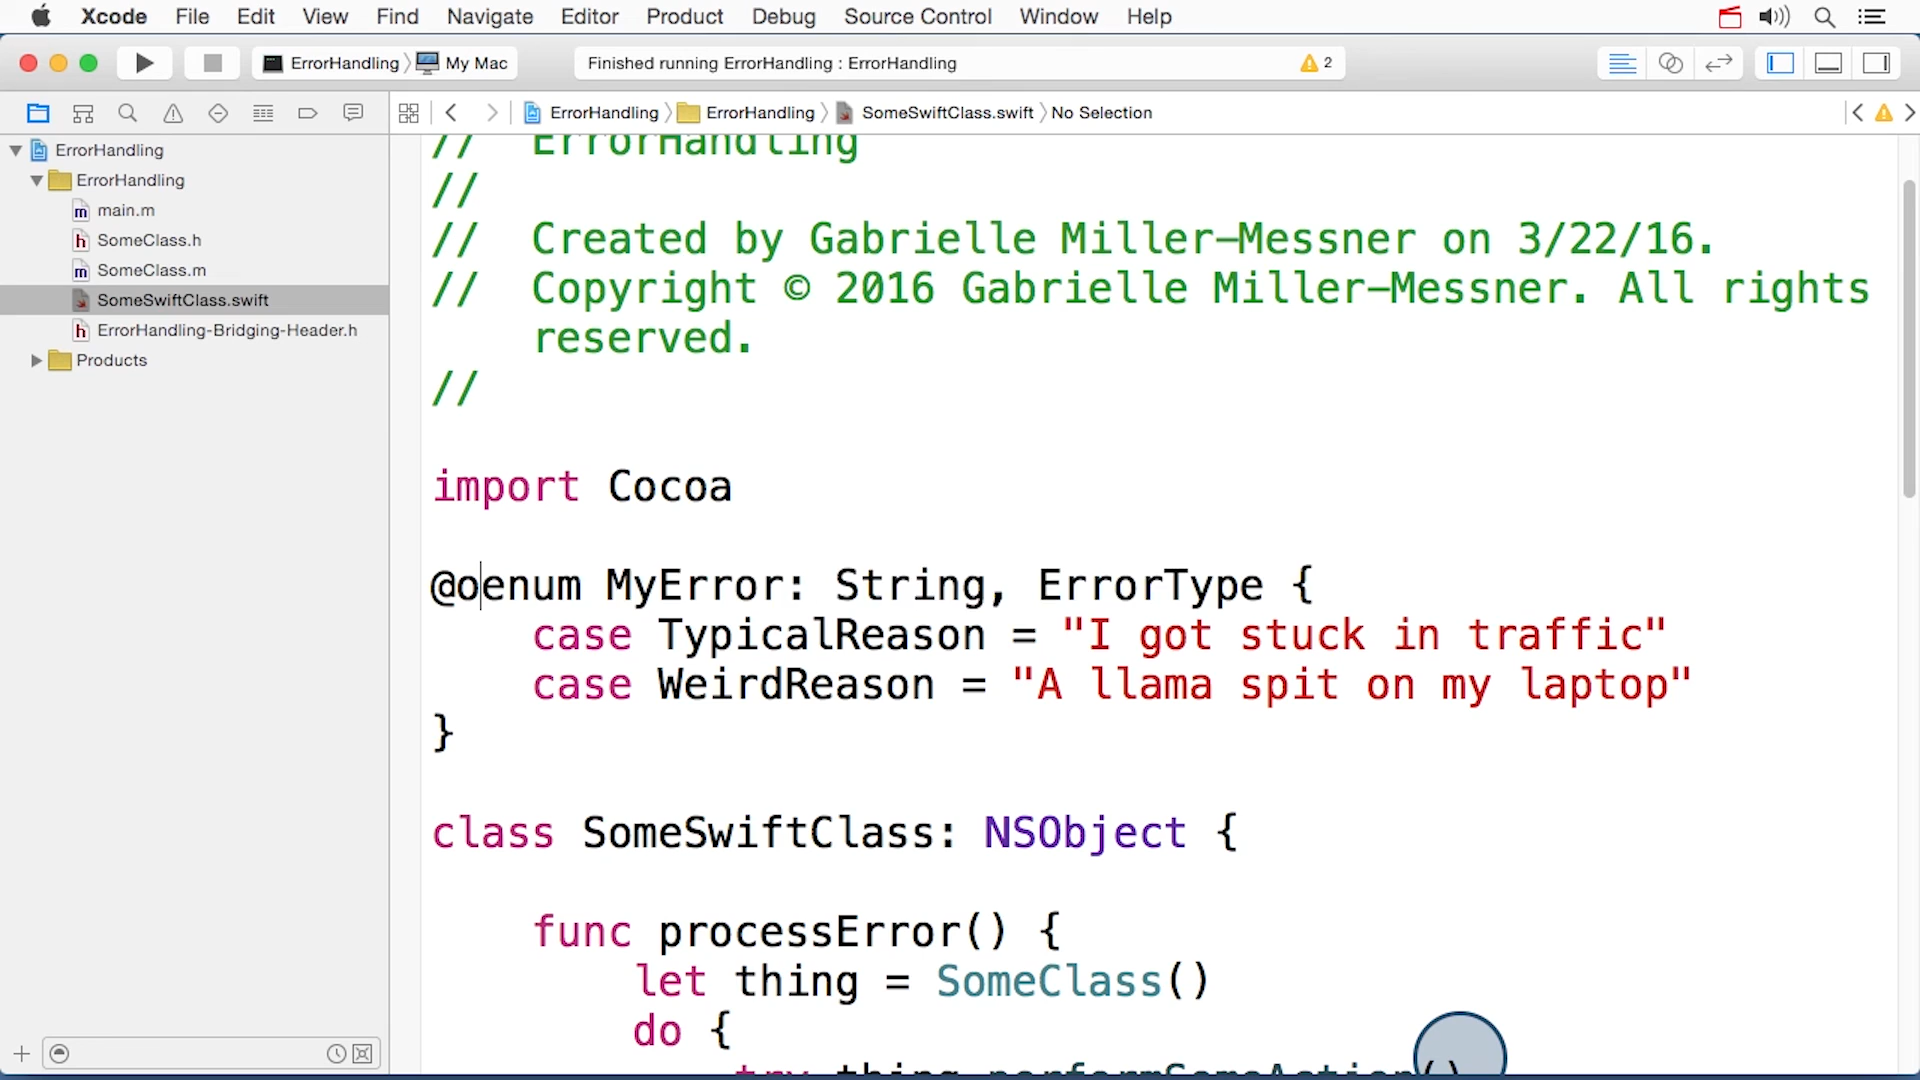 Xcode File Edit View Find Navigate Editor Product Debug Source Control Window Help
ErrorHandling My Mac Finished running ErrorHandling : ErrorHandling 2
ErrorHandling ErrorHandling SomeSwiftClass.swift No Selection
ErrorHandling
ErrorHandling
main.m
SomeClass.h
SomeClass.m
SomeSwiftClass.swift
ErrorHandling-Bridging-Header.h
Products
// ErrorHandling
//
// Created by Gabrielle Miller-Messner on 3/22/16.
// Copyright © 2016 Gabrielle Miller-Messner. All rights
reserved.
//
import Cocoa
@oenum MyError: String, ErrorType {
case TypicalReason = "I got stuck in traffic"
case WeirdReason = "A llama spit on my laptop"
}
class SomeSwiftClass: NSObject {
func processError() {
let thing = SomeClass()
do {
try thing.performSomeAction()